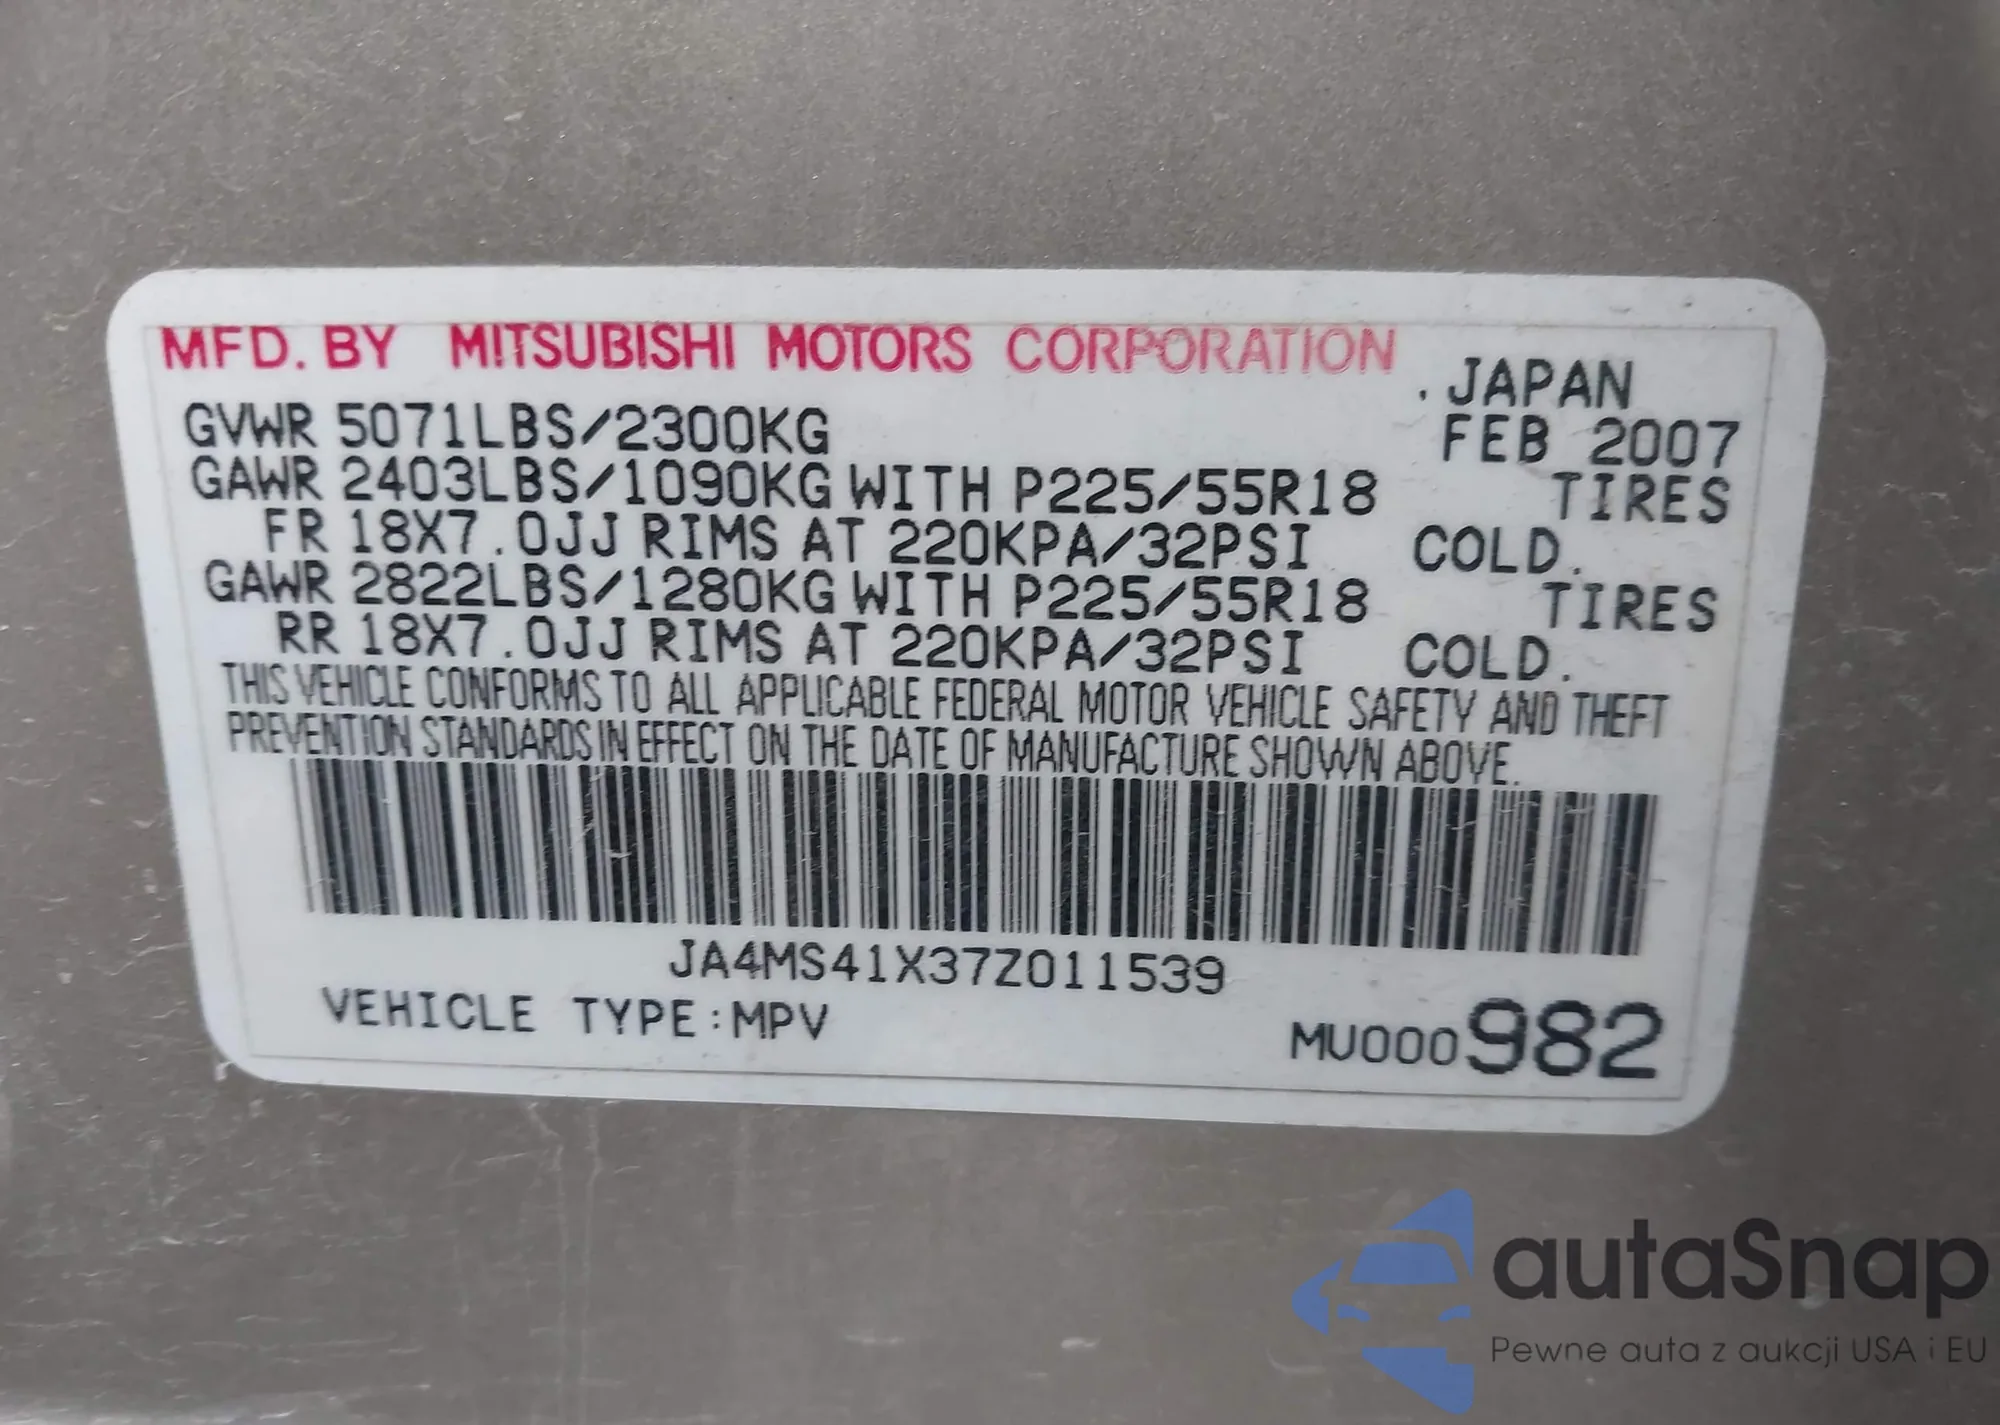 MFD. BY MITSUBISHI MOTORS CORPORATION
. JAPAN
GVWR 5071LBS/2300KG FEB 2007
GAWR 2403LBS/1090KG WITH P225/55R18 TIRES
FR 18X7.0JJ RIMS AT 220KPA/32PSI COLD.
GAWR 2822LBS/1280KG WITH P225/55R18 TIRES
RR 18X7.0JJ RIMS AT 220KPA/32PSI COLD.
THIS VEHICLE CONFORMS TO ALL APPLICABLE FEDERAL MOTOR VEHICLE SAFETY AND THEFT
PREVENTION STANDARDS IN EFFECT ON THE DATE OF MANUFACTURE SHOWN ABOVE.
JA4MS41X37Z011539
VEHICLE TYPE:MPV
MU000982
autaSnap
Pewne auta z aukcji USA i EU